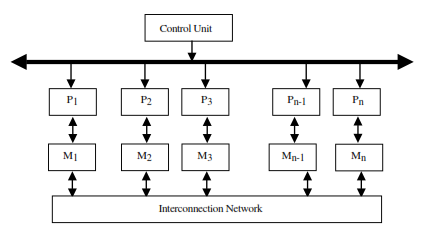 Control Unit
P1 P2 P3 Pn-1 Pn
M1 M2 M3 Mn-1 Mn
Interconnection Network